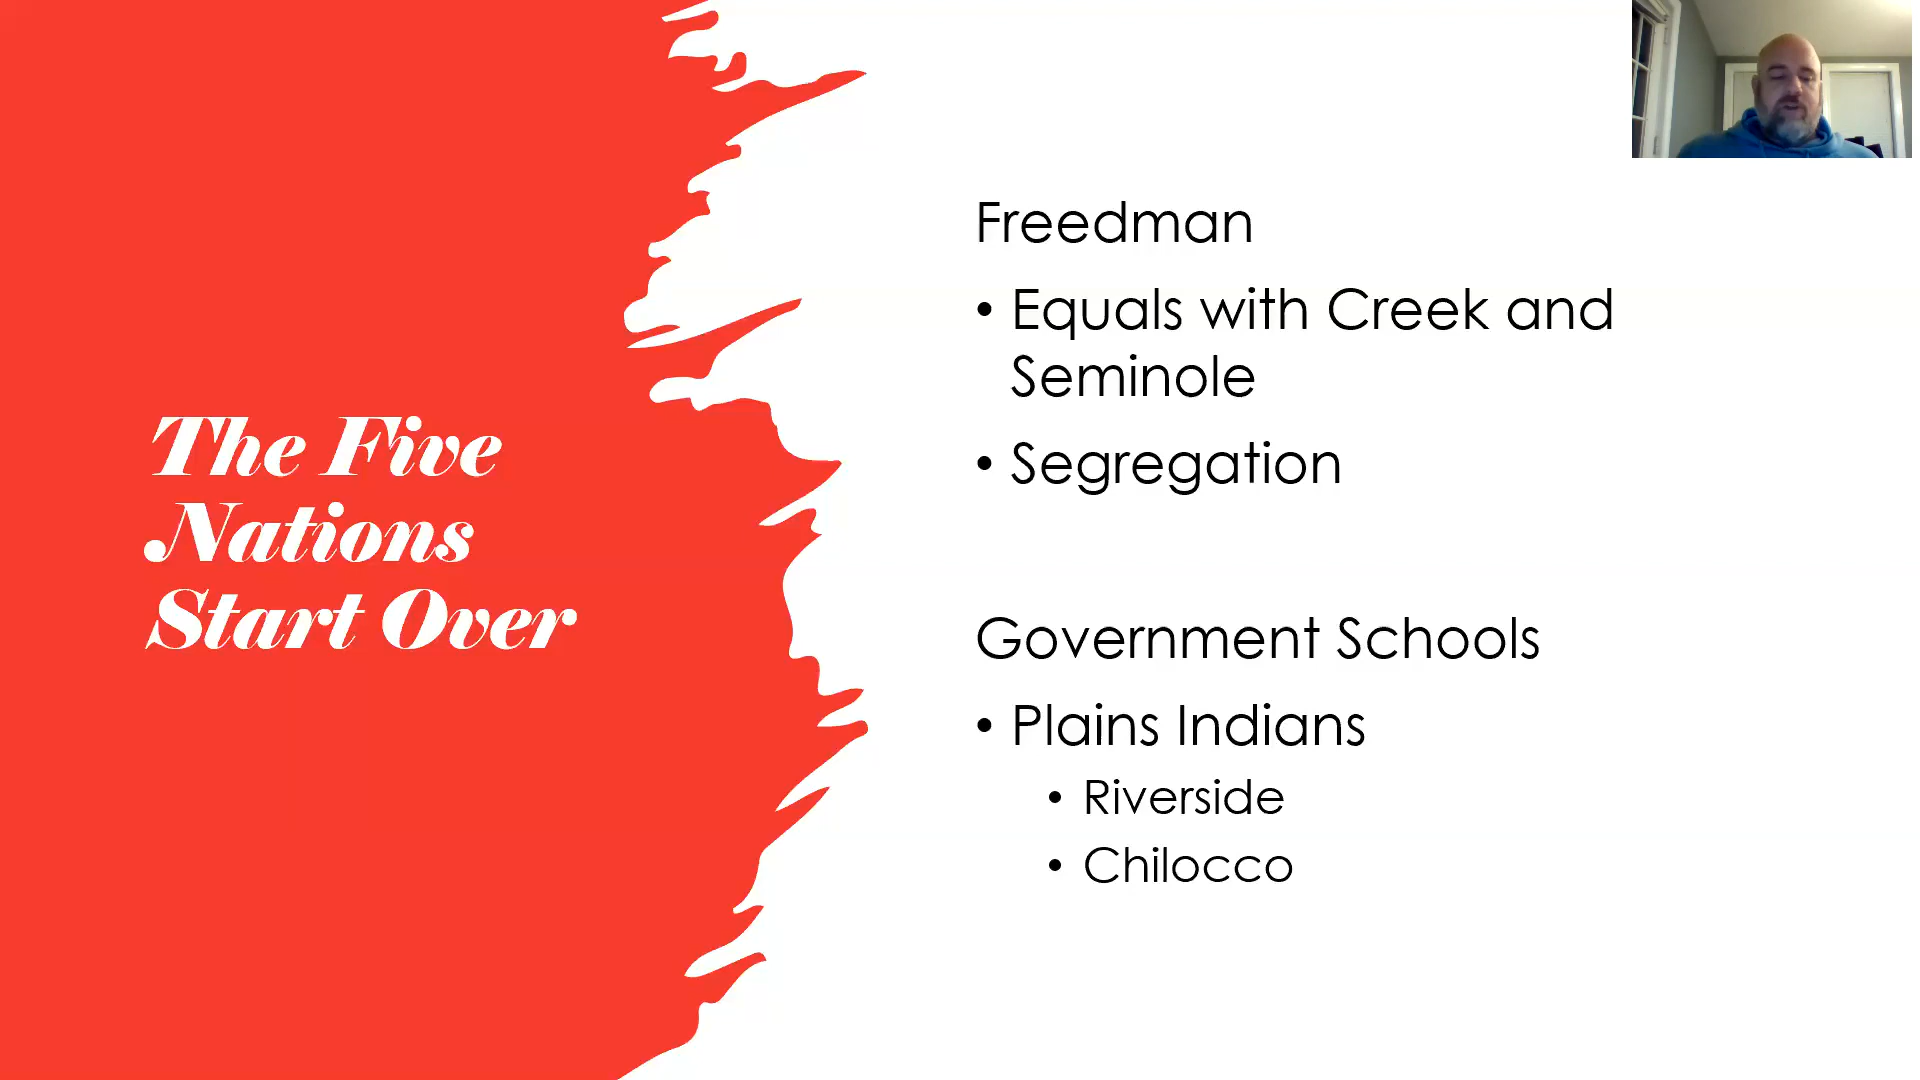 The Five
Nations
Start Over
Freedman
• Equals with Creek and
Seminole
• Segregation
Government Schools
• Plains Indians
• Riverside
• Chilocco